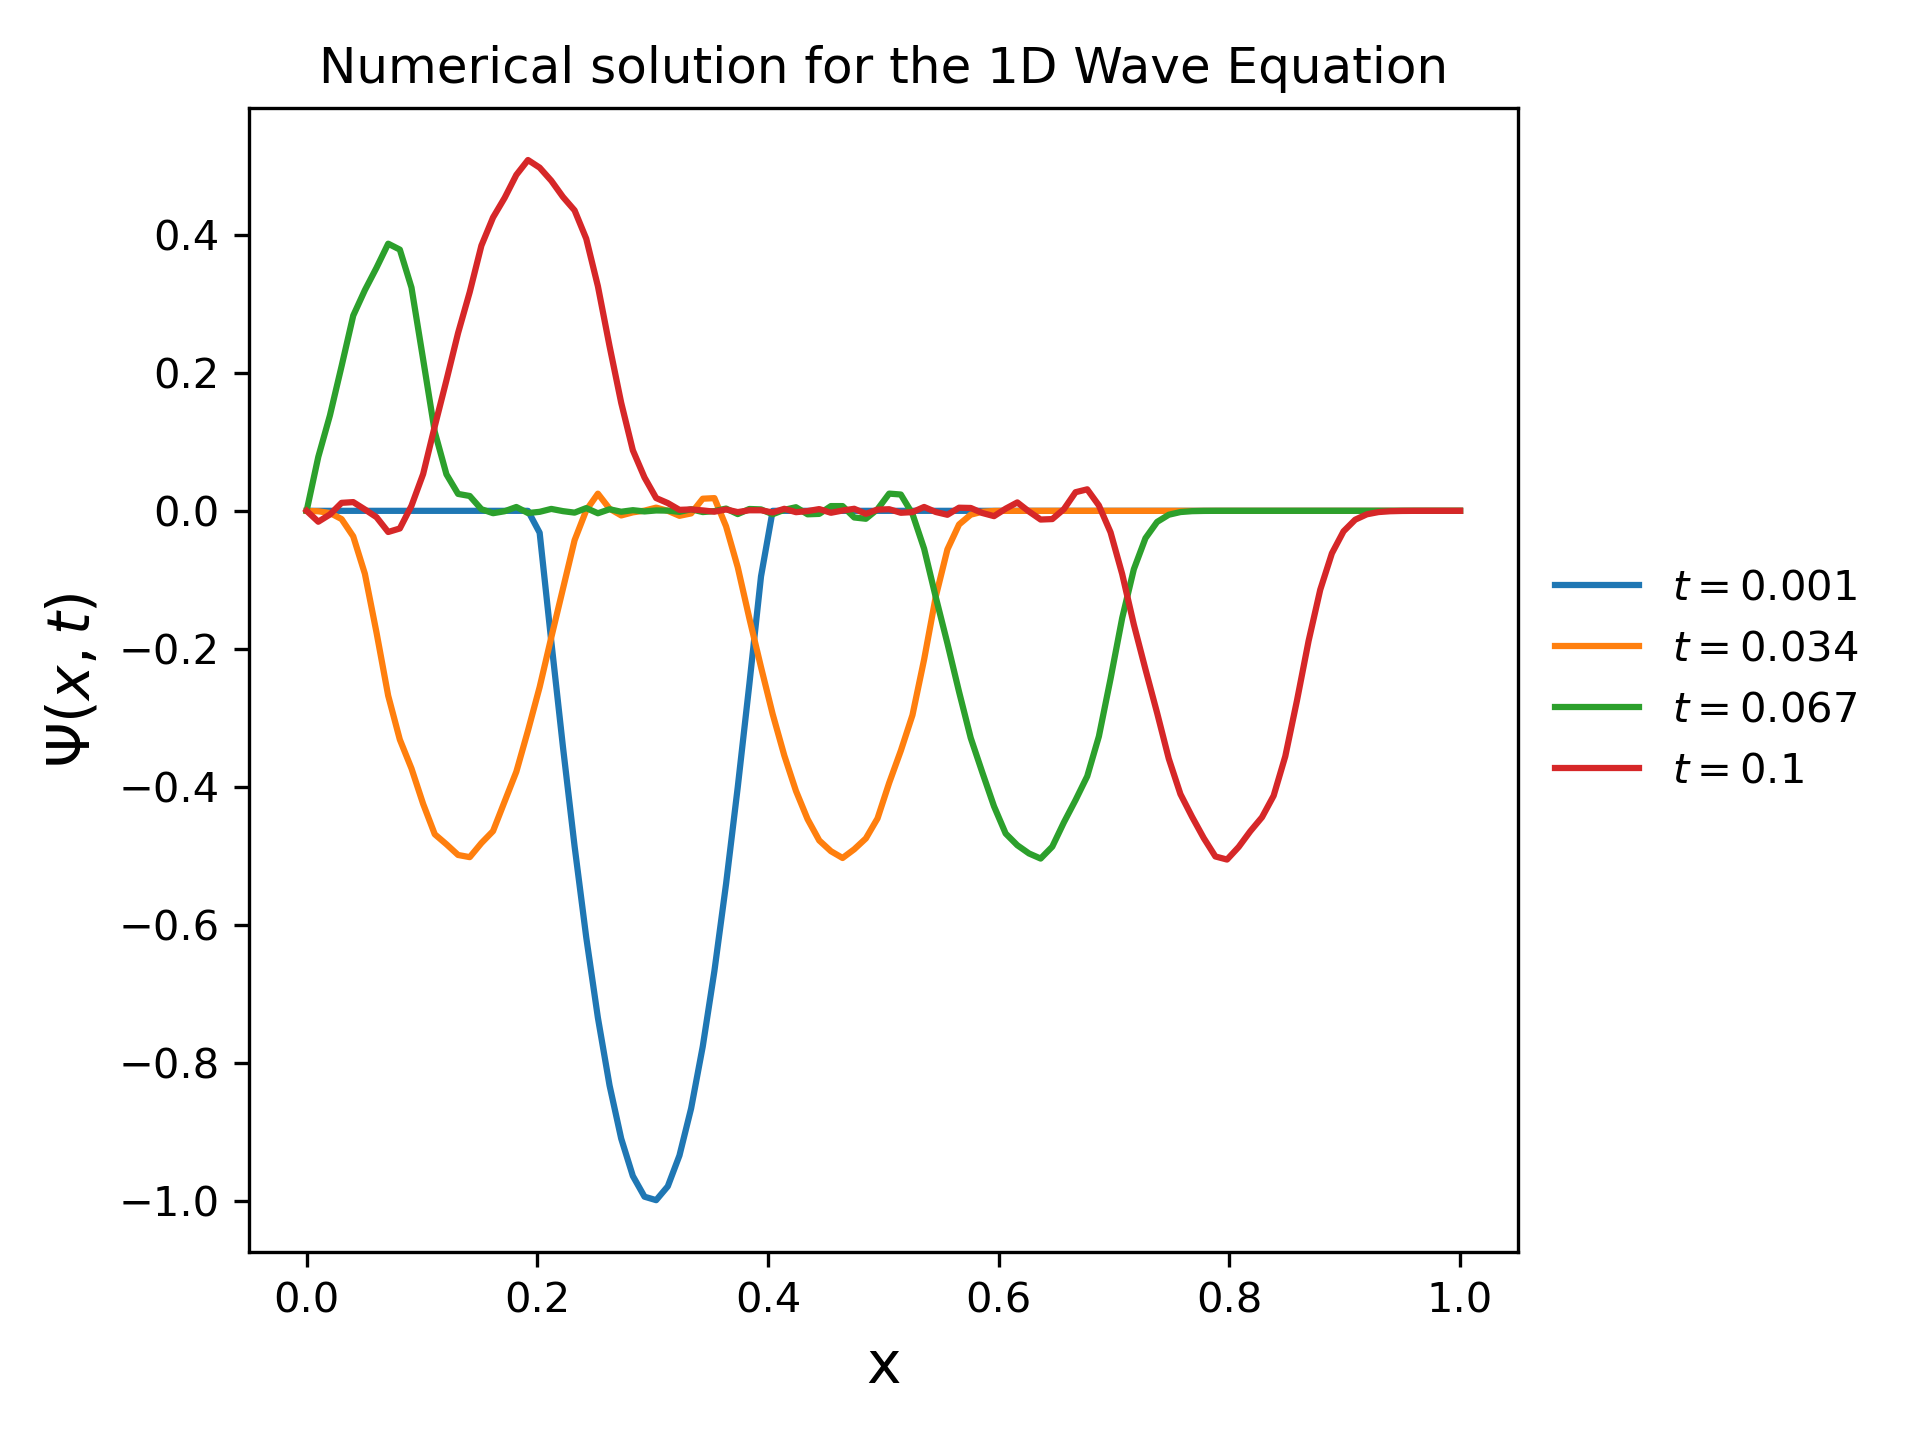 Numerical solution for the 1D Wave Equation
Ψ(x, t)
0.4
0.2
0.0
−0.2
−0.4
−0.6
−0.8
−1.0
0.0 0.2 0.4 0.6 0.8 1.0
x
t = 0.001
t = 0.034
t = 0.067
t = 0.1